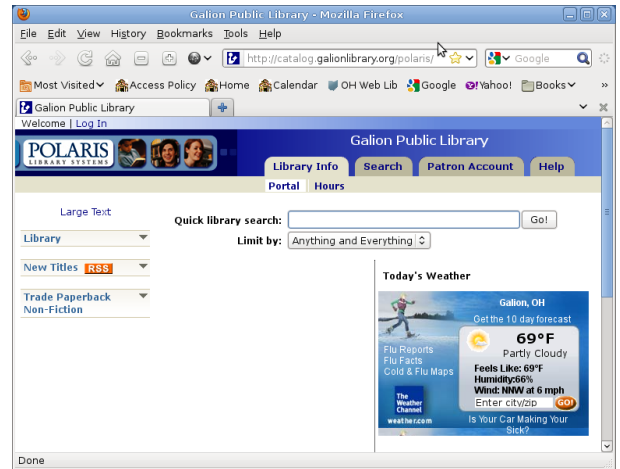 Galion Public Library - Mozilla Firefox
File Edit View History Bookmarks Tools Help
http://catalog.galionlibrary.org/polaris/ Google
Most Visited Access Policy Home Calendar OH Web Lib Google Yahoo! Books »
Galion Public Library
Welcome | Log In
POLARIS
LIBRARY SYSTEMS
Galion Public Library
Library Info Search Patron Account Help
Portal Hours
Large Text
Library
New Titles RSS
Trade Paperback
Non-Fiction
Quick library search: Go!
Limit by: Anything and Everything
Today's Weather
Galion, OH
Get the 10 day forecast
69°F
Partly Cloudy
Feels Like: 69°F
Humidity:66%
Wind: NNW at 6 mph
Enter city/zip GO!
Flu Reports
Flu Facts
Cold & Flu Maps
The
Weather
Channel
weather.com
Is Your Car Making Your
Sick?
Done